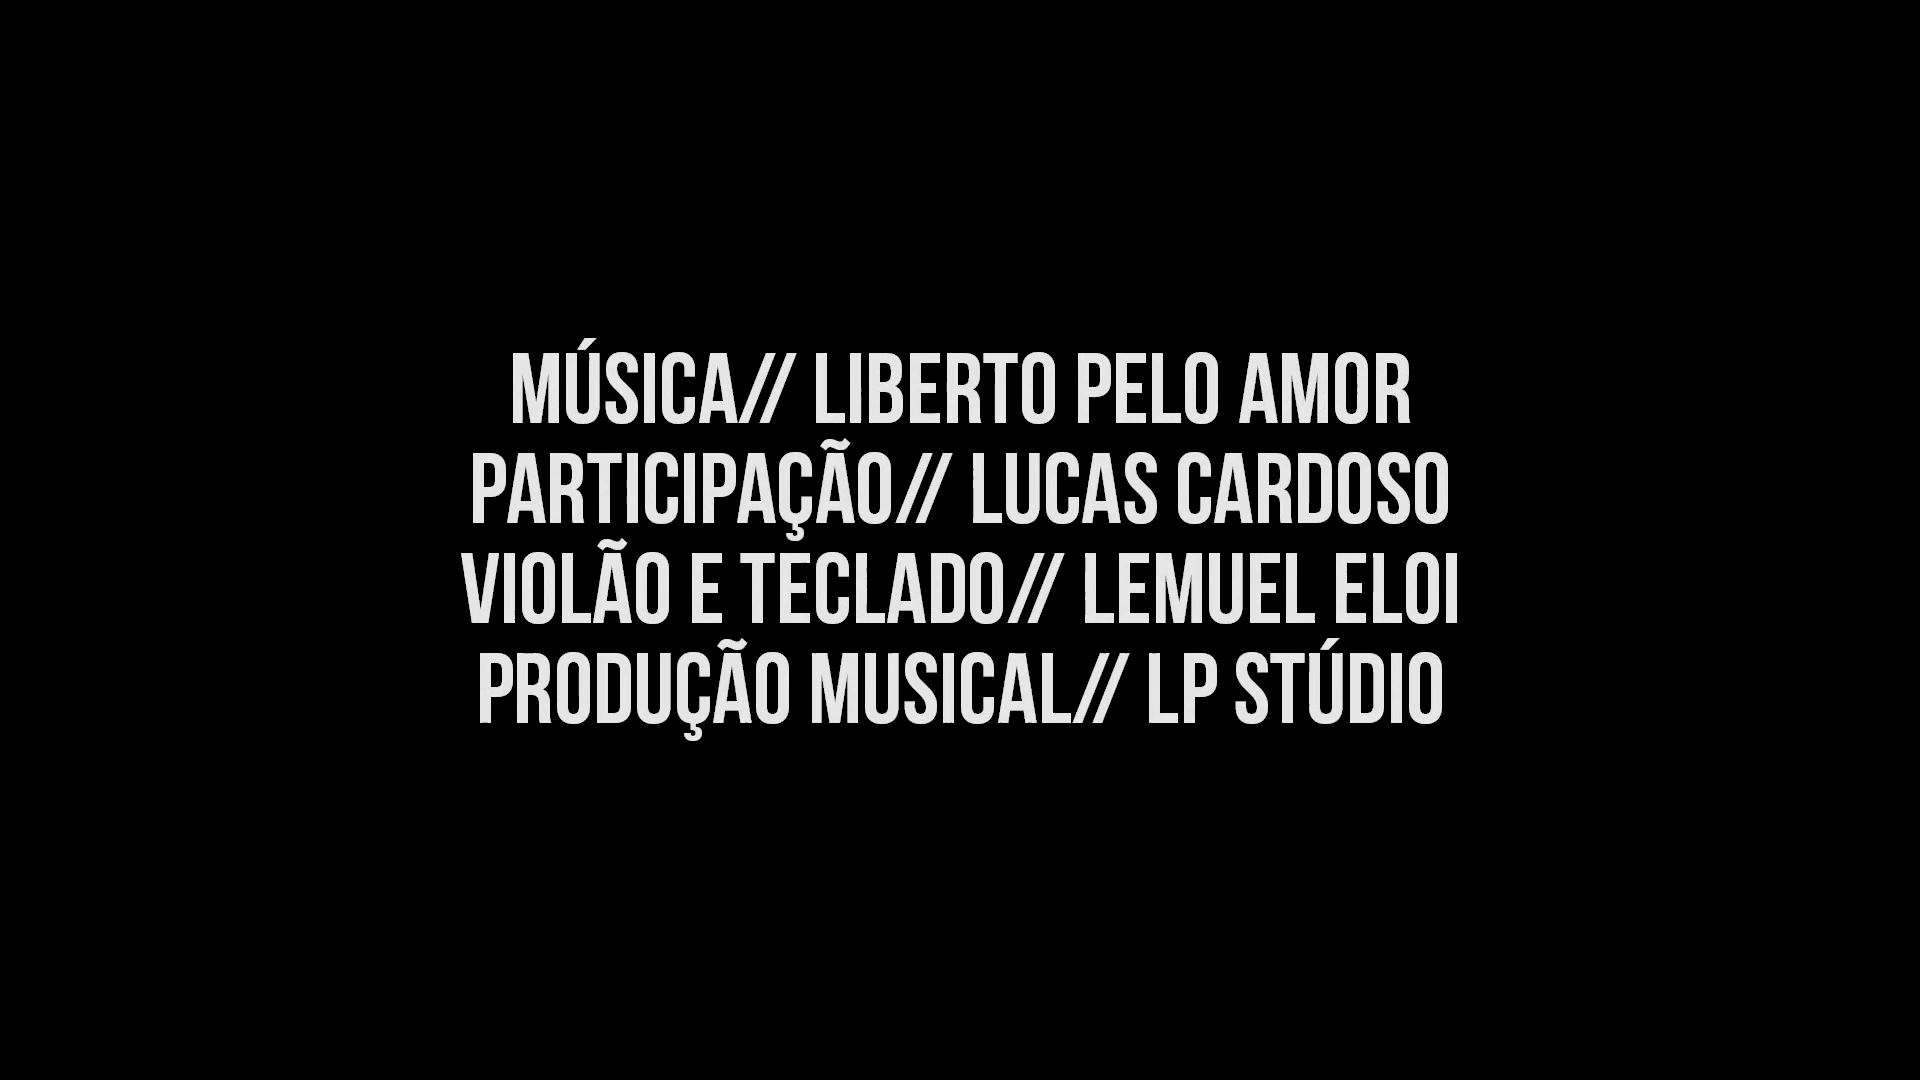 MÚSICA// LIBERTO PELO AMOR
PARTICIPAÇÃO// LUCAS CARDOSO
VIOLÃO E TECLADO// LEMUEL ELOI
PRODUÇÃO MUSICAL// LP STÚDIO